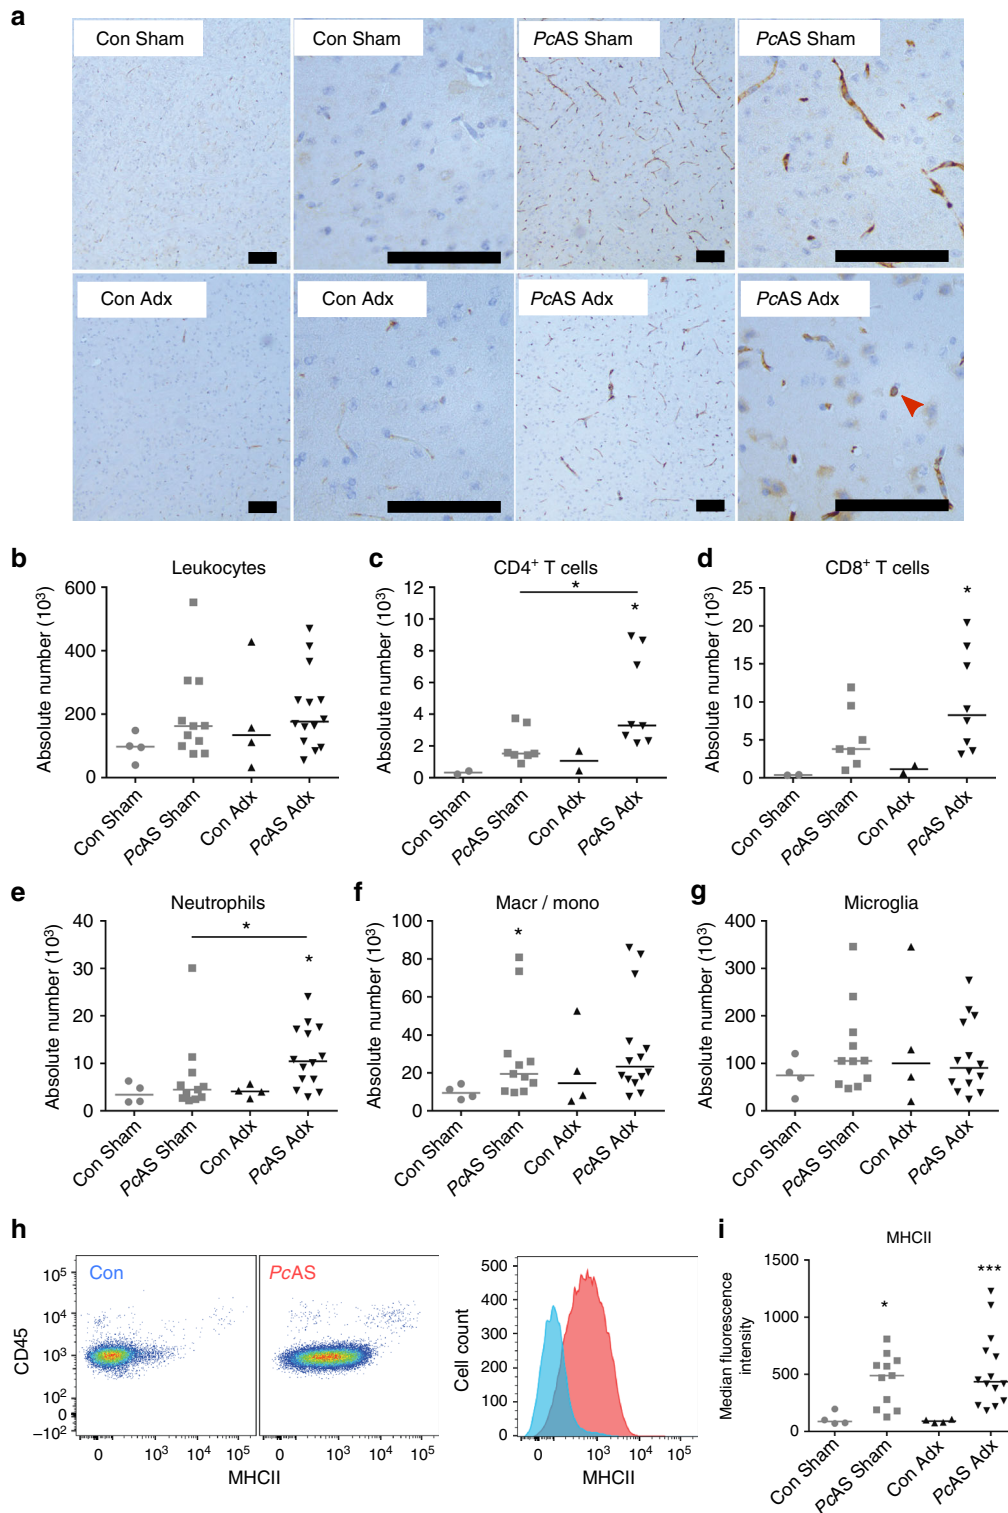 a
Con Sham
Con Sham
PcAS Sham
PcAS Sham
Con Adx
Con Adx
PcAS Adx
PcAS Adx
b
Leukocytes
Absolute number (10³)
600
400
200
0
Con Sham
PcAS Sham
Con Adx
PcAS Adx
c
CD4⁺ T cells
Absolute number (10³)
12
10
8
6
4
2
0
*
*
Con Sham
PcAS Sham
Con Adx
PcAS Adx
d
CD8⁺ T cells
Absolute number (10³)
25
20
15
10
5
0
*
Con Sham
PcAS Sham
Con Adx
PcAS Adx
e
Neutrophils
Absolute number (10³)
40
30
20
10
0
*
*
Con Sham
PcAS Sham
Con Adx
PcAS Adx
f
Macr / mono
Absolute number (10³)
100
80
60
40
20
0
*
Con Sham
PcAS Sham
Con Adx
PcAS Adx
g
Microglia
Absolute number (10³)
400
300
200
100
0
Con Sham
PcAS Sham
Con Adx
PcAS Adx
h
Con
PcAS
CD45
10⁵
10⁴
10³
10²
0
−10²
0
10³
10⁴
10⁵
0
10³
10⁴
10⁵
MHCII
Cell count
500
400
300
200
100
0
0
10³
10⁴
10⁵
MHCII
i
MHCII
Median fluorescence
intensity
1500
1000
500
0
*
***
Con Sham
PcAS Sham
Con Adx
PcAS Adx